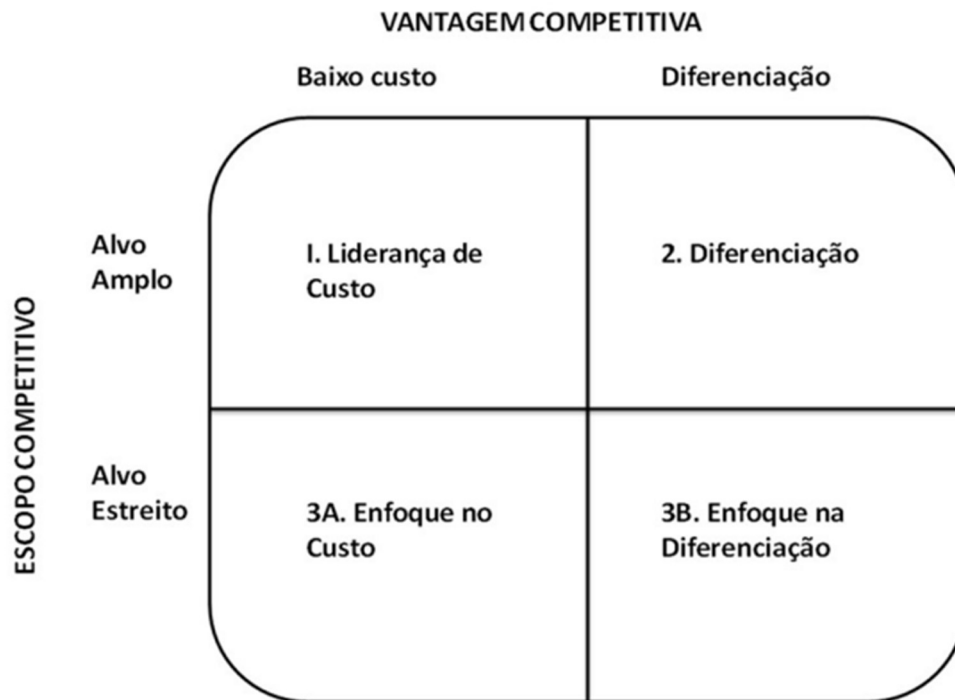 VANTAGEM COMPETITIVA
Baixo custo
Diferenciação
Alvo
Amplo
I. Liderança de
Custo
2. Diferenciação
ESCOPO COMPETITIVO
Alvo
Estreito
3A. Enfoque no
Custo
3B. Enfoque na
Diferenciação